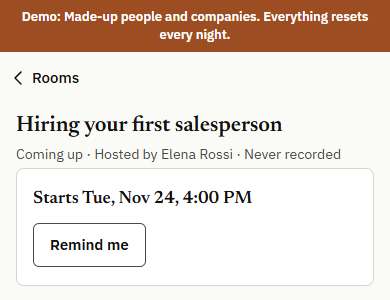 Demo: Made-up people and companies. Everything resets
every night.
Rooms
Hiring your first salesperson
Coming up · Hosted by Elena Rossi · Never recorded
Starts Tue, Nov 24, 4:00 PM
Remind me